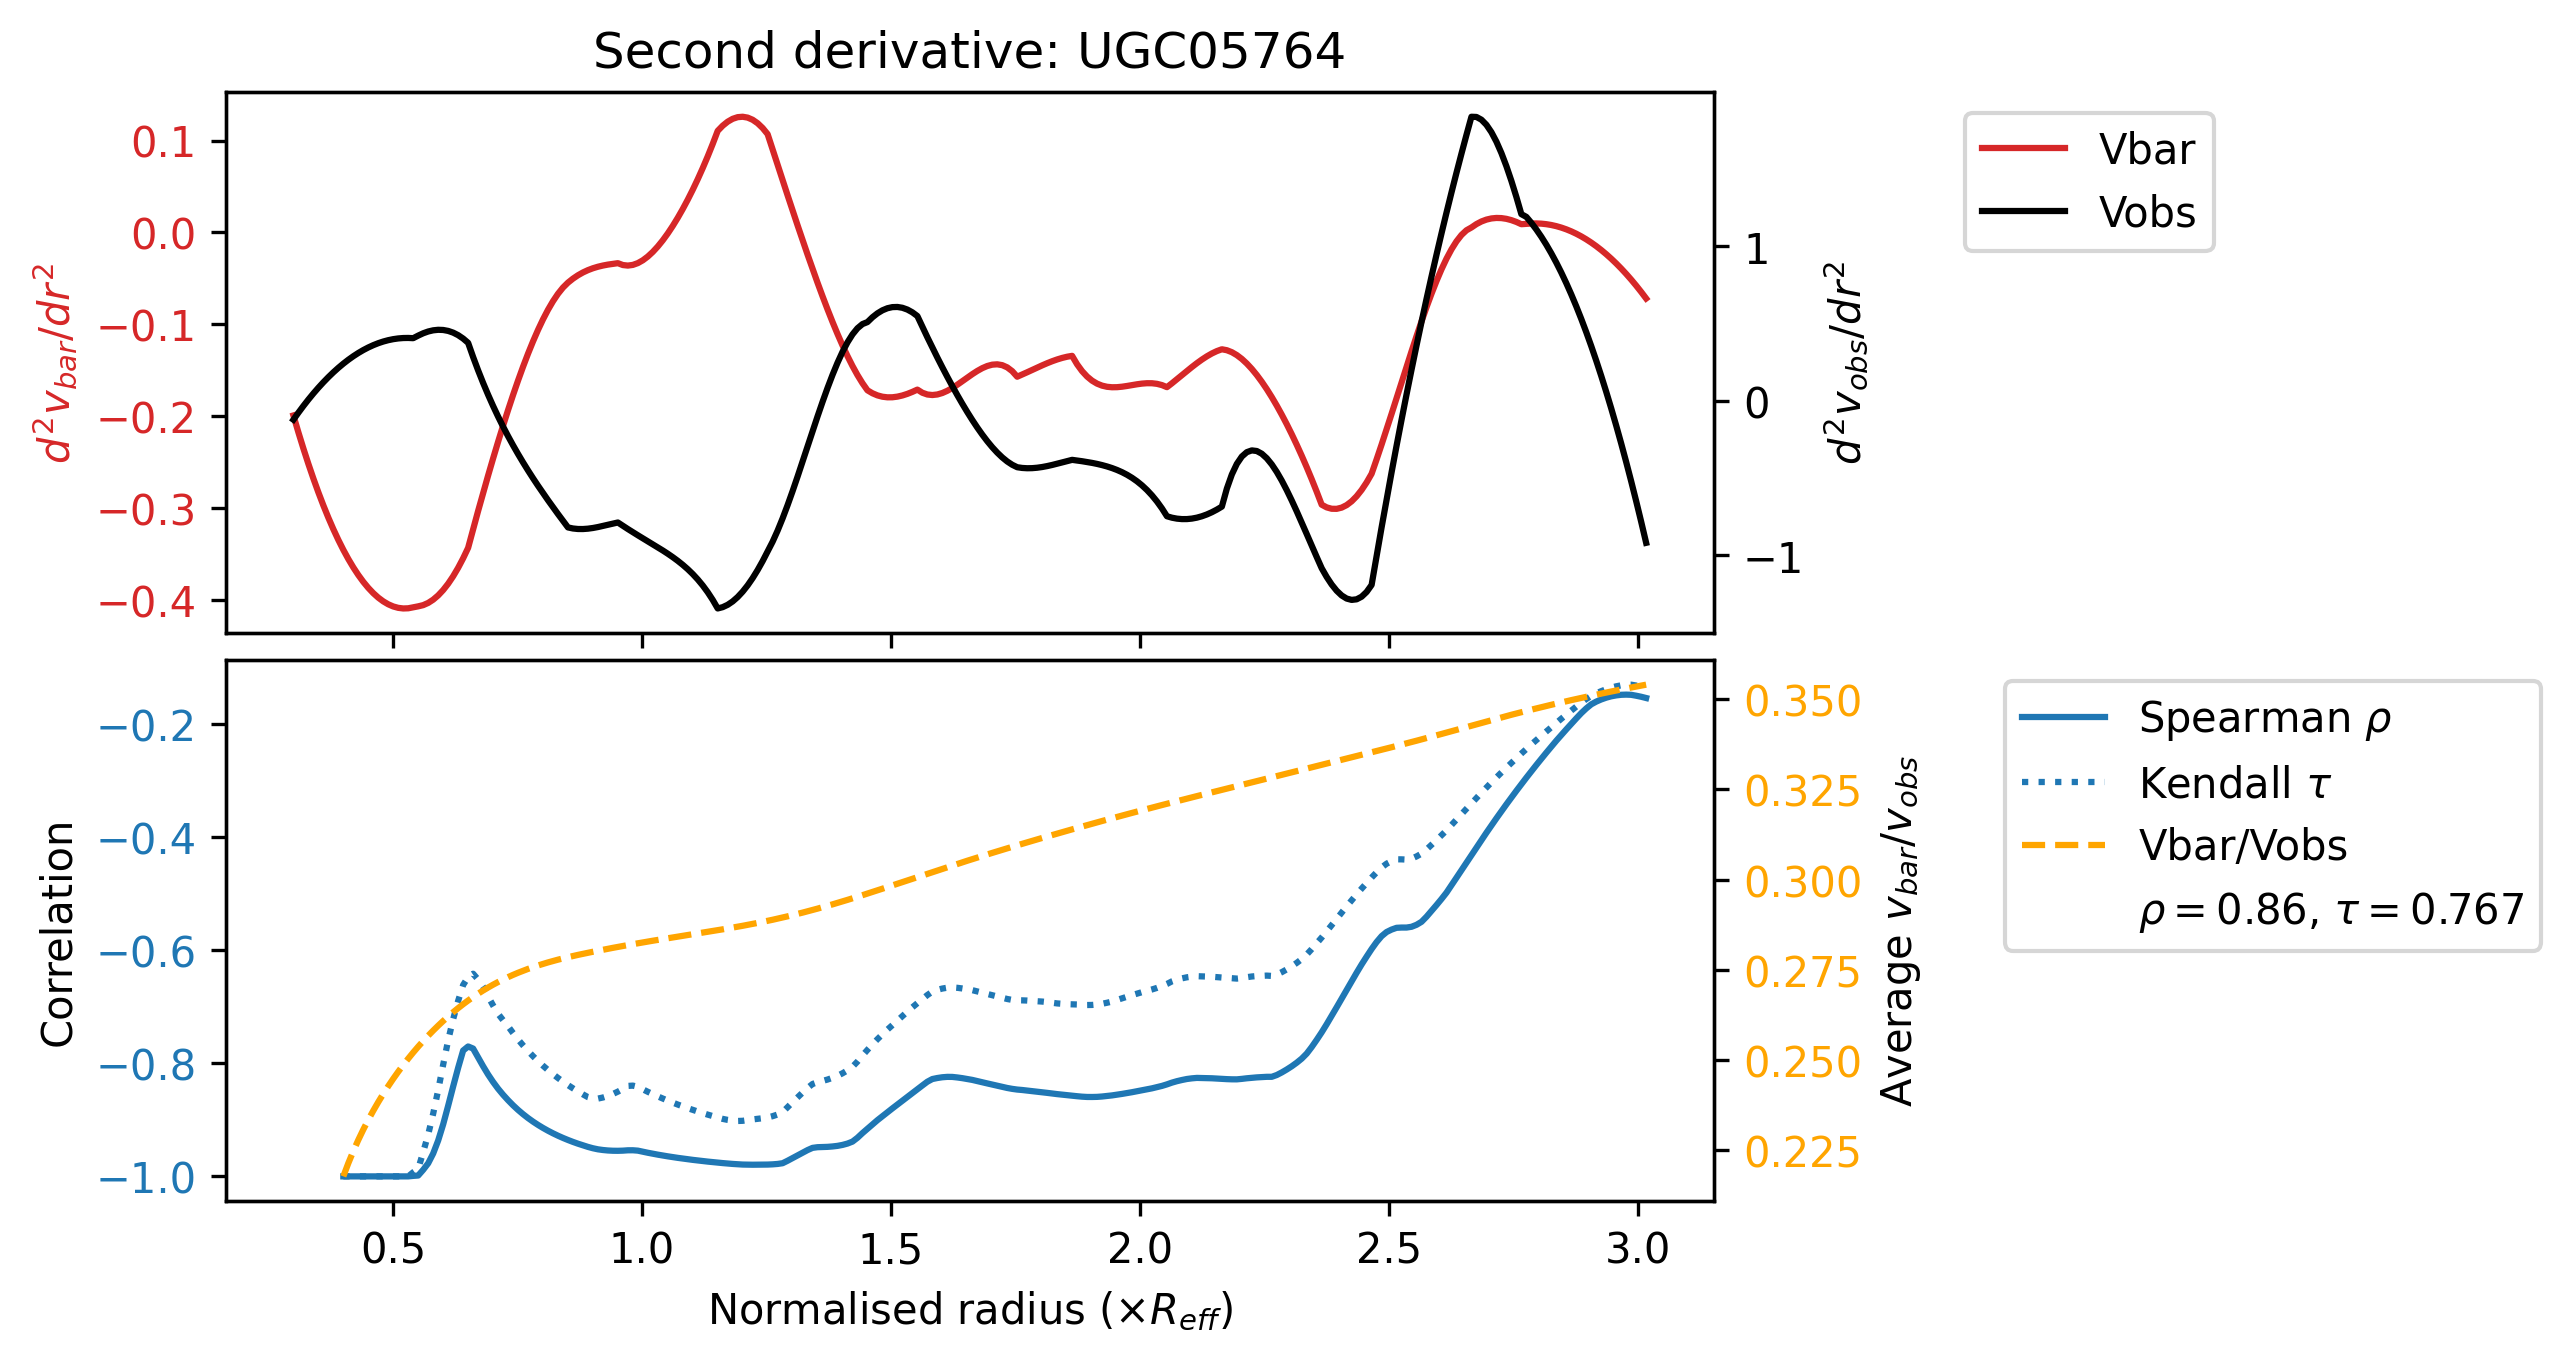 Second derivative: UGC05764
0.1
0.0
−0.1
−0.2
−0.3
−0.4
d²v_bar/dr²
1
0
−1
d²v_obs/dr²
Vbar
Vobs
−0.2
−0.4
−0.6
−0.8
−1.0
Correlation
0.350
0.325
0.300
0.275
0.250
0.225
Average v_bar/v_obs
Spearman ρ
Kendall τ
Vbar/Vobs
ρ = 0.86, τ = 0.767
0.5 1.0 1.5 2.0 2.5 3.0
Normalised radius (×R_eff)